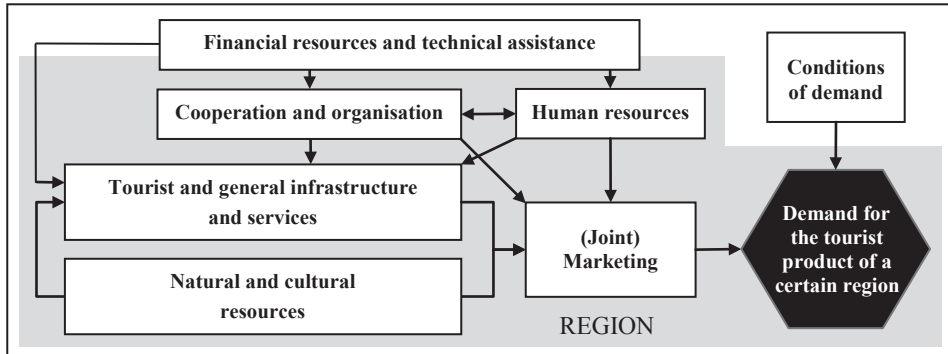 Financial resources and technical assistance
Conditions
of demand
Cooperation and organisation
Human resources
Tourist and general infrastructure
and services
(Joint)
Marketing
Demand for
the tourist
product of a
certain region
Natural and cultural
resources
REGION